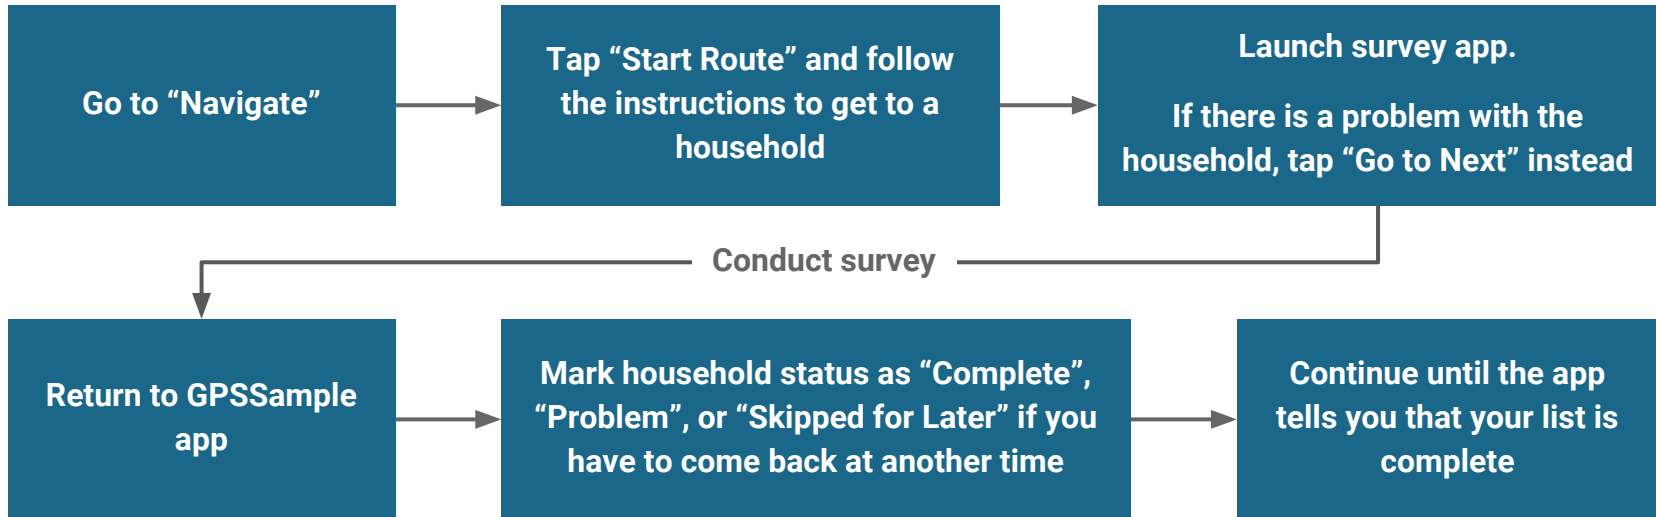 Go to “Navigate”
Tap “Start Route” and follow
the instructions to get to a
household
Launch survey app.
If there is a problem with the
household, tap “Go to Next” instead
Conduct survey
Return to GPSSample
app
Mark household status as “Complete”,
“Problem”, or “Skipped for Later” if you
have to come back at another time
Continue until the app
tells you that your list is
complete